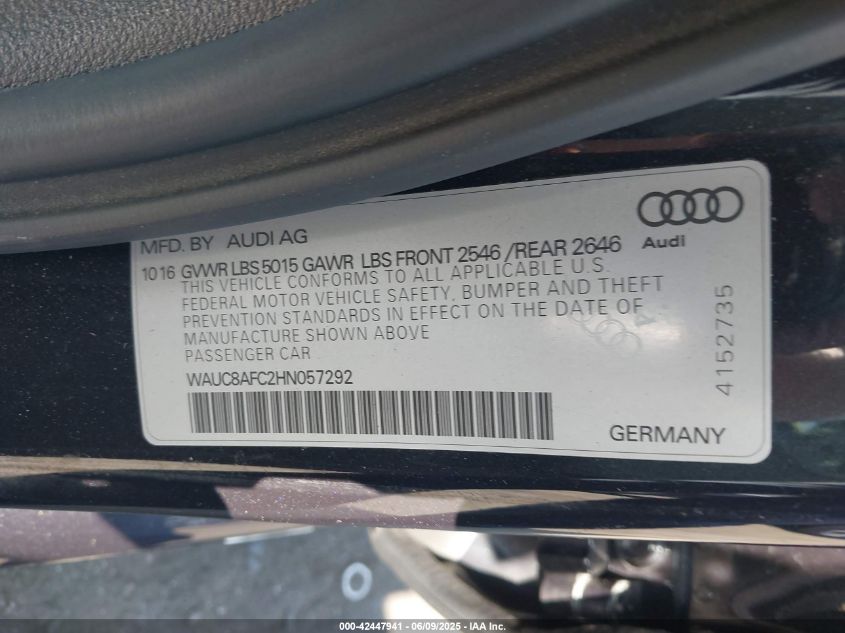 MFD. BY AUDI AG
Audi
10 16 GVWR LBS 5015 GAWR LBS FRONT 2546 / REAR 2646
THIS VEHICLE CONFORMS TO ALL APPLICABLE U.S.
FEDERAL MOTOR VEHICLE SAFETY, BUMPER AND THEFT
PREVENTION STANDARDS IN EFFECT ON THE DATE OF
MANUFACTURE SHOWN ABOVE
PASSENGER CAR
WAUC8AFC2HN057292
4152735
GERMANY
000-42447941 - 06/09/2025 - IAA Inc.